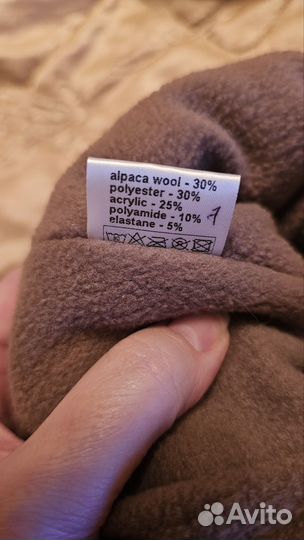 alpaca wool - 30%
polyester - 30%
acrylic - 25%
polyamide - 10%
elastane - 5%
Avito